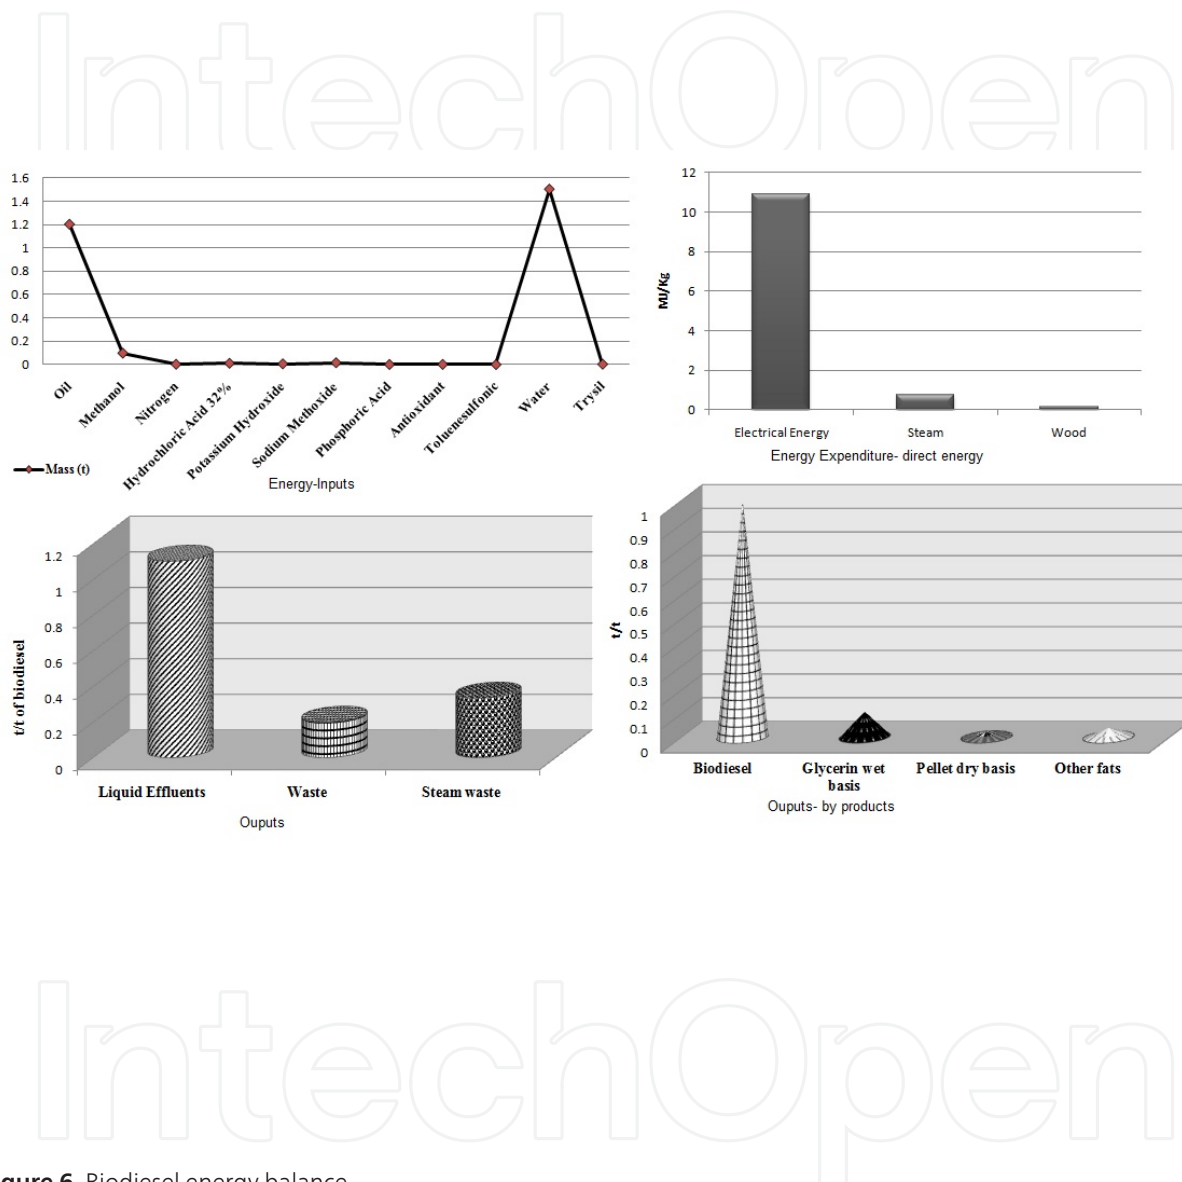 IntechOpen
1.6
1.4
1.2
1
0.8
0.6
0.4
0.2
0
Oil
Methanol
Nitrogen
Hydrochloric Acid 32%
Potassium Hydroxide
Sodium Methoxide
Phosphoric Acid
Antioxidant
Toluenesulfonic
Water
Trysil
Mass (t)
Energy-Inputs
12
10
8
6
4
2
0
MJ/Kg
Electrical Energy
Steam
Wood
Energy Expenditure- direct energy
1.2
1
0.8
0.6
0.4
0.2
0
t/t of biodiesel
Liquid Effluents
Waste
Steam waste
Ouputs
1
0.9
0.8
0.7
0.6
0.5
0.4
0.3
0.2
0.1
0
t/t
Biodiesel
Glycerin wet
basis
Pellet dry basis
Other fats
Ouputs- by products
IntechOpen
gure 6. Biodiesel energy balance